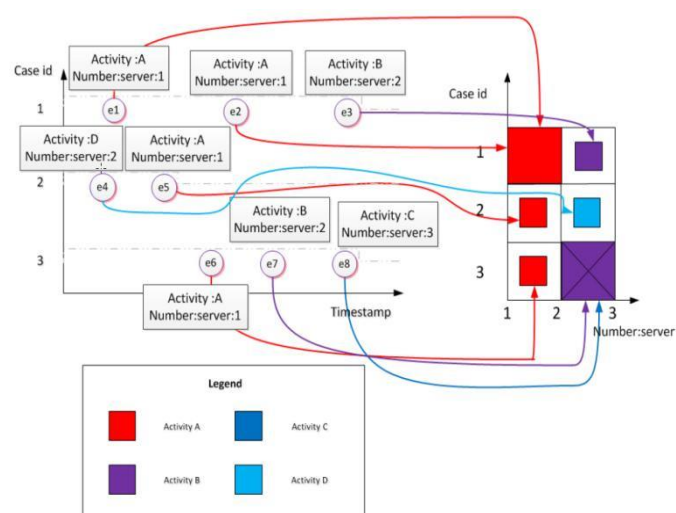 Activity :A
Number:server:1
Activity :A
Number:server:1
Activity :B
Number:server:2
Case id
Case id
1
e1
e2
e3
Activity :D
Number:server:2
Activity :A
Number:server:1
1
2
e4
e5
2
Activity :B
Number:server:2
Activity :C
Number:server:3
3
e6
e7
e8
3
Activity :A
Number:server:1
Timestamp
1
2
3
Number:server
Legend
Activity A
Activity C
Activity B
Activity D